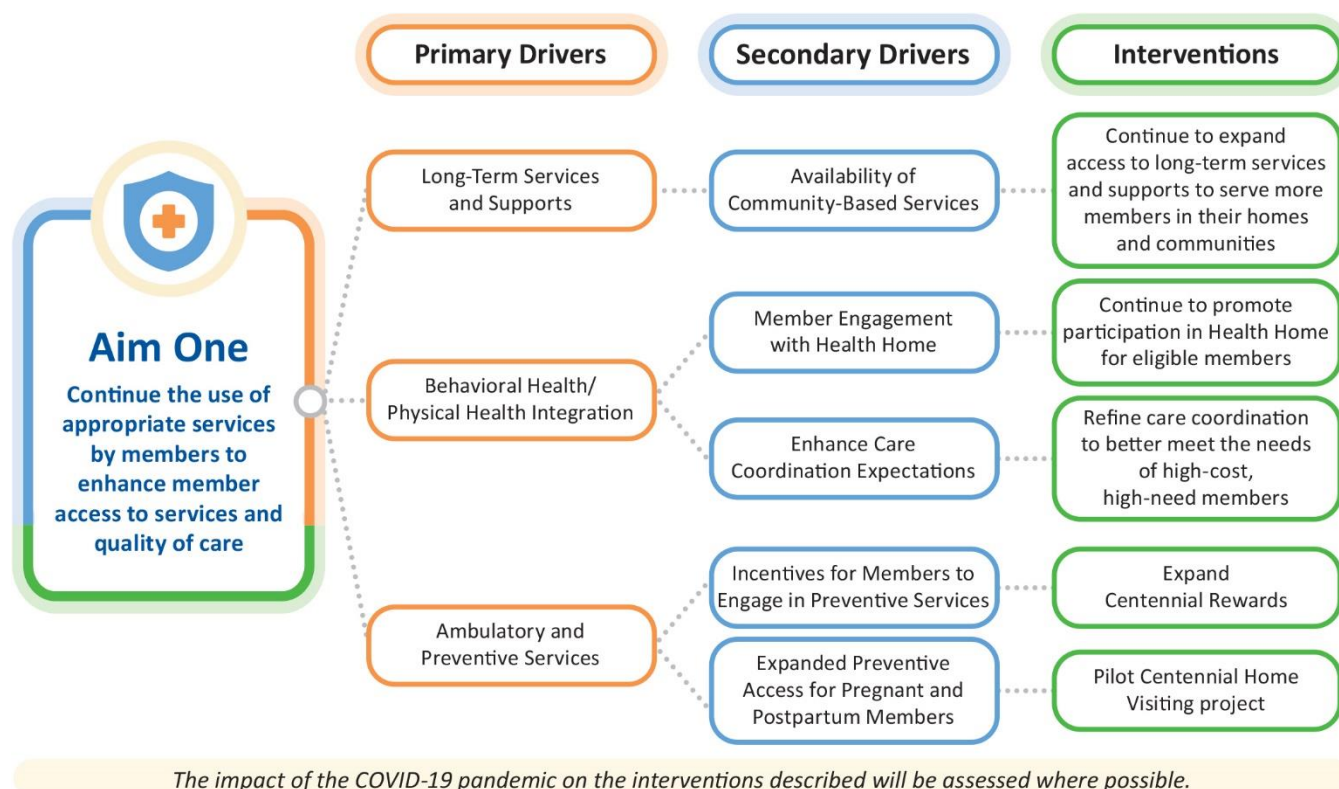 Primary Drivers
Secondary Drivers
Interventions
Aim One
Continue the use of
appropriate services
by members to
enhance member
access to services and
quality of care
Long-Term Services
and Supports
Availability of
Community-Based Services
Continue to expand
access to long-term services
and supports to serve more
members in their homes
and communities
Behavioral Health/
Physical Health Integration
Member Engagement
with Health Home
Continue to promote
participation in Health Home
for eligible members
Enhance Care
Coordination Expectations
Refine care coordination
to better meet the needs
of high-cost,
high-need members
Ambulatory and
Preventive Services
Incentives for Members to
Engage in Preventive Services
Expand
Centennial Rewards
Expanded Preventive
Access for Pregnant and
Postpartum Members
Pilot Centennial Home
Visiting project
The impact of the COVID-19 pandemic on the interventions described will be assessed where possible.